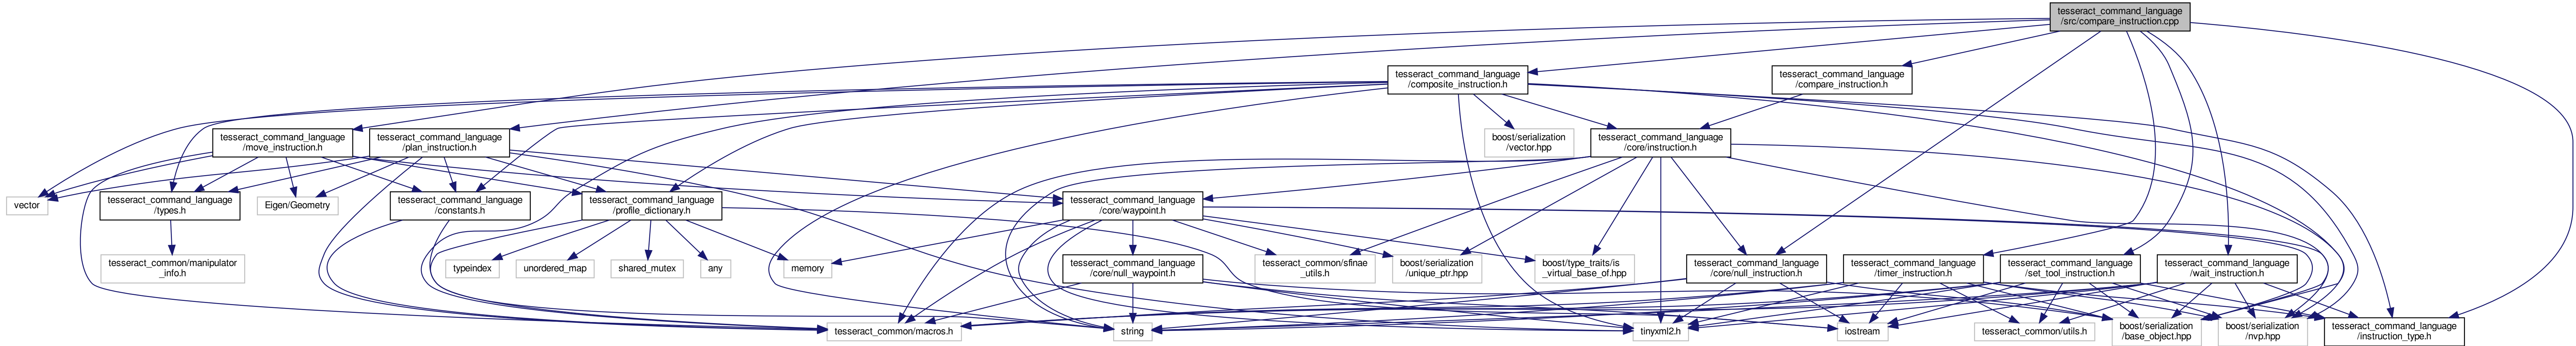 tesseract_command_language
/src/compare_instruction.cpp
tesseract_command_language
/composite_instruction.h
tesseract_command_language
/compare_instruction.h
tesseract_command_language
/move_instruction.h
tesseract_command_language
/plan_instruction.h
boost/serialization
/vector.hpp
tesseract_command_language
/core/instruction.h
vector
tesseract_command_language
/types.h
Eigen/Geometry
tesseract_command_language
/constants.h
tesseract_command_language
/profile_dictionary.h
tesseract_command_language
/core/waypoint.h
tesseract_common/manipulator
_info.h
typeindex
unordered_map
shared_mutex
any
memory
tesseract_command_language
/core/null_waypoint.h
tesseract_common/sfinae
_utils.h
boost/serialization
/unique_ptr.hpp
boost/type_traits/is
_virtual_base_of.hpp
tesseract_command_language
/core/null_instruction.h
tesseract_command_language
/timer_instruction.h
tesseract_command_language
/set_tool_instruction.h
tesseract_command_language
/wait_instruction.h
tesseract_common/macros.h
string
tinyxml2.h
iostream
tesseract_common/utils.h
boost/serialization
/base_object.hpp
boost/serialization
/nvp.hpp
tesseract_command_language
/instruction_type.h